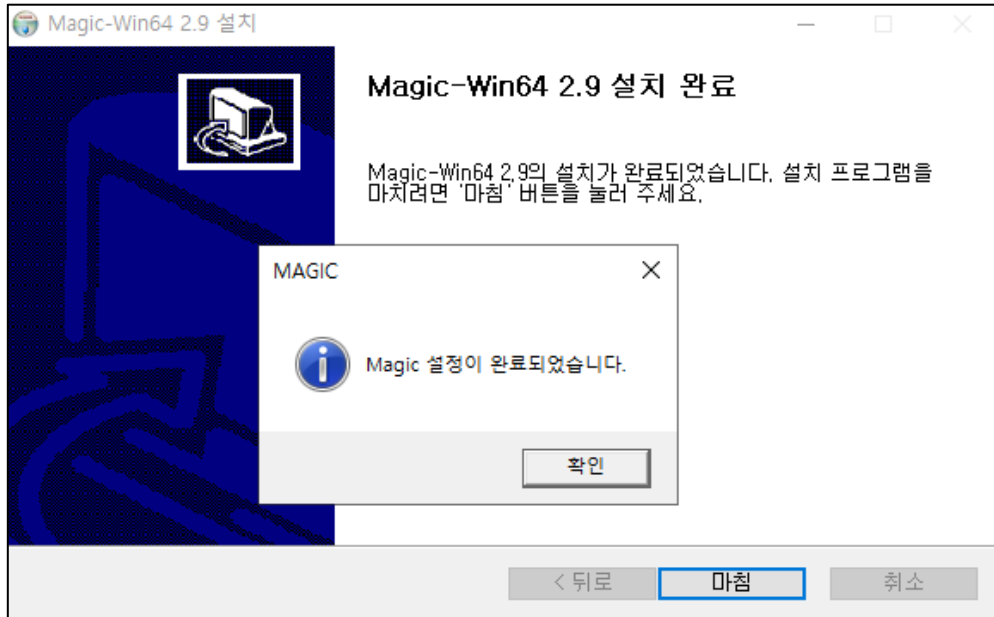 Magic-Win64 2.9 설치
Magic-Win64 2.9 설치 완료
Magic-Win64 2.9의 설치가 완료되었습니다. 설치 프로그램을
마치려면 '마침' 버튼을 눌러 주세요.
MAGIC
Magic 설정이 완료되었습니다.
확인
< 뒤로
마침
취소